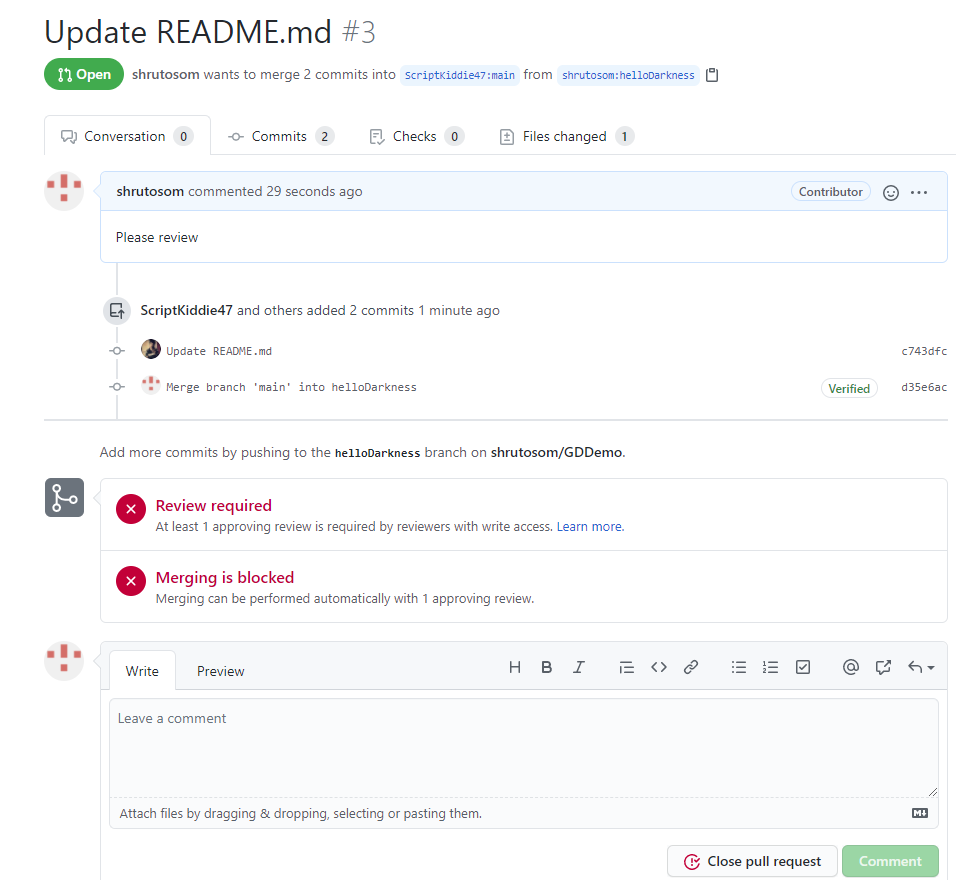 Update README.md #3
Open shrutosom wants to merge 2 commits into ScriptKiddie47:main from shrutosom:helloDarkness
Conversation 0 Commits 2 Checks 0 Files changed 1
shrutosom commented 29 seconds ago Contributor
Please review
ScriptKiddie47 and others added 2 commits 1 minute ago
Update README.md c743dfc
Merge branch 'main' into helloDarkness Verified d35e6ac
Add more commits by pushing to the helloDarkness branch on shrutosom/GDDemo.
Review required
At least 1 approving review is required by reviewers with write access. Learn more.
Merging is blocked
Merging can be performed automatically with 1 approving review.
Write Preview H B I
Leave a comment
Attach files by dragging & dropping, selecting or pasting them.
Close pull request Comment